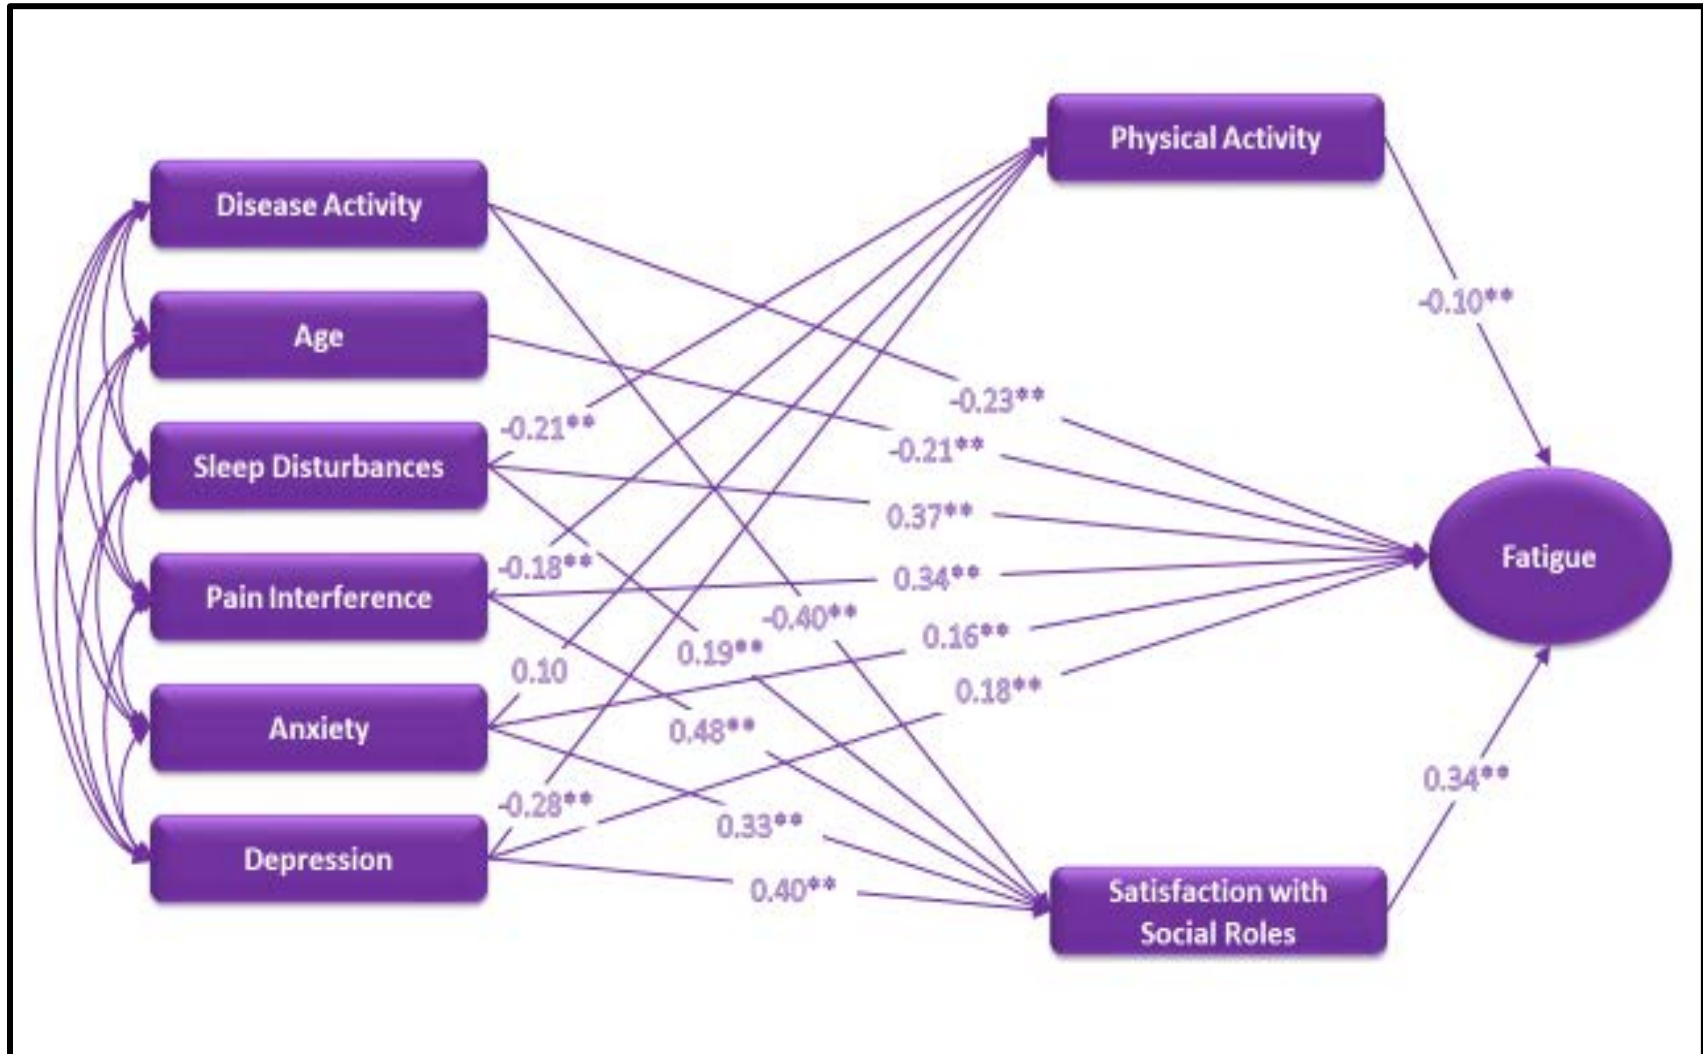 Physical Activity
Disease Activity
-0.10**
Age
-0.23**
-0.21**
-0.21**
Sleep Disturbances
0.37**
Fatigue
-0.18**
0.34**
Pain Interference
-0.40**
0.16**
0.19**
0.10
0.18**
Anxiety
0.48**
0.34**
-0.28**
0.33**
Depression
0.40**
Satisfaction with
Social Roles